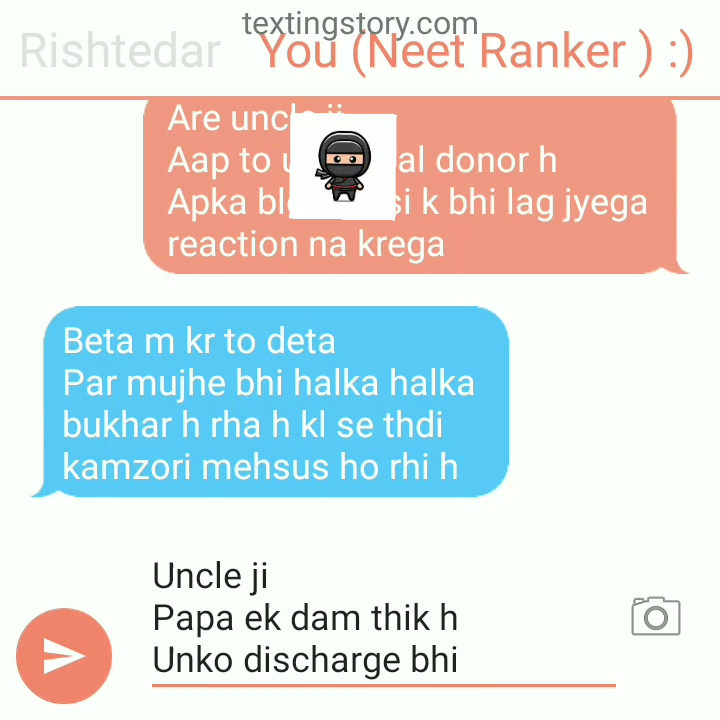 textingstory.com
Rishtedar You (Neet Ranker ) :)
Are uncle ji
Aap to al donor h
Apka k bhi lag jyega
reaction na krega
Beta m kr to deta
Par mujhe bhi halka halka
bukhar h rha h kl se thdi
kamzori mehsus ho rhi h
Uncle ji
Papa ek dam thik h
Unko discharge bhi